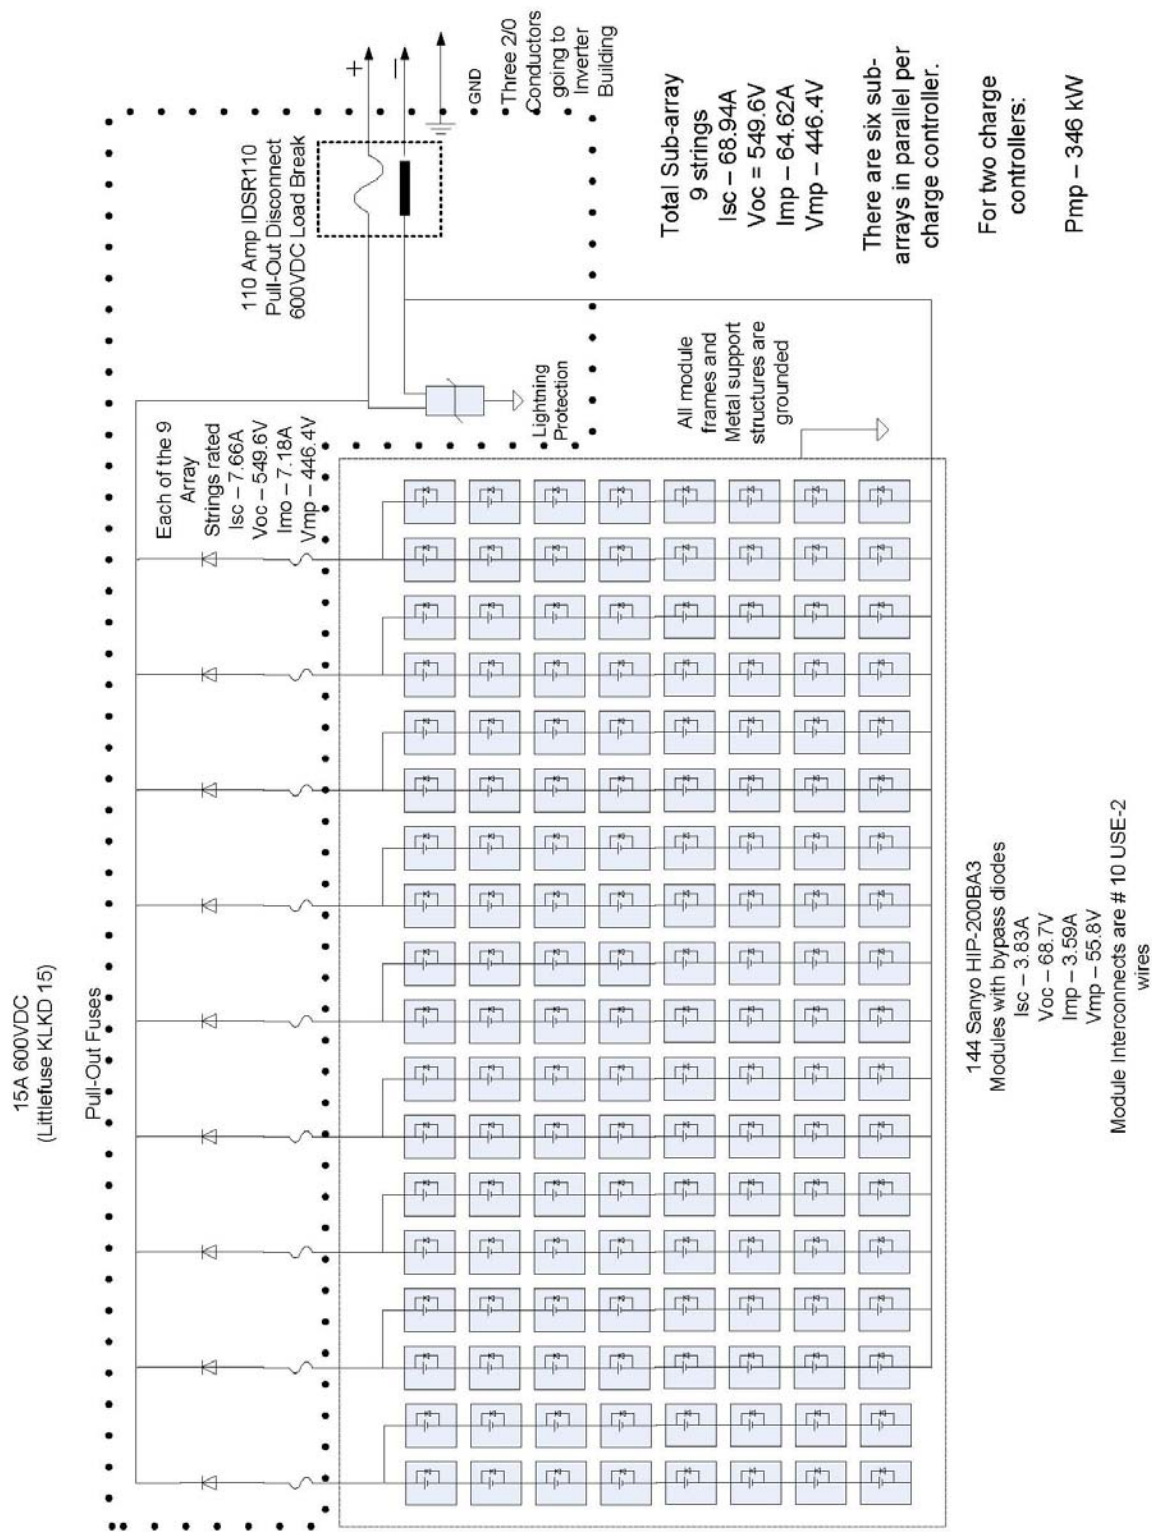 15A 600VDC
(Littlefuse KLKD 15)
Pull-Out Fuses
Each of the 9
Array
Strings rated
Isc – 7.66A
Voc – 549.6V
Imo – 7.18A
Vmp – 446.4V
110 Amp IDSR110
Pull-Out Disconnect
600VDC Load Break
+
–
GND
Three 2/0
Conductors
going to
Inverter
Building
Lightning
Protection
All module
frames and
Metal support
structures are
grounded
Total Sub-array
9 strings
Isc – 68.94A
Voc = 549.6V
Imp – 64.62A
Vmp – 446.4V
There are six sub-
arrays in parallel per
charge controller.
For two charge
controllers:
Pmp – 346 kW
144 Sanyo HIP-200BA3
Modules with bypass diodes
Isc – 3.83A
Voc – 68.7V
Imp – 3.59A
Vmp – 55.8V
Module Interconnects are # 10 USE-2
wires